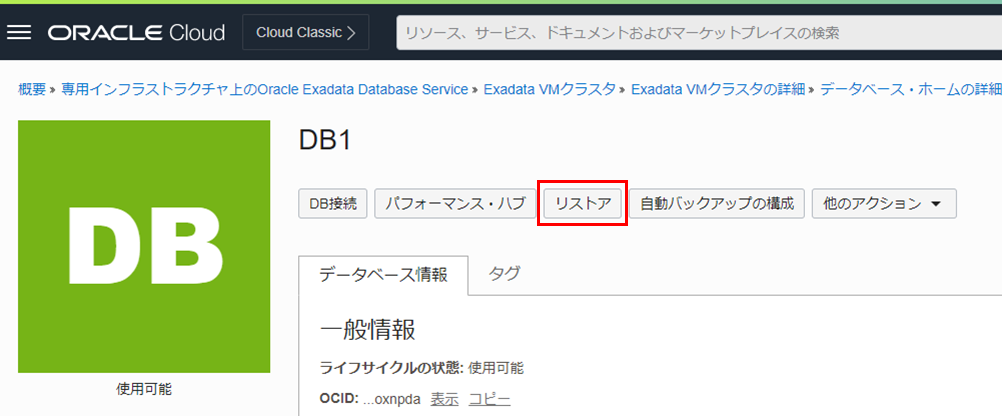 ORACLE Cloud Cloud Classic リソース、サービス、ドキュメントおよびマーケットプレイスの検索
概要 » 専用インフラストラクチャ上のOracle Exadata Database Service » Exadata VMクラスタ » Exadata VMクラスタの詳細 » データベース・ホームの詳細
DB
使用可能
DB1
DB接続 パフォーマンス・ハブ リストア 自動バックアップの構成 他のアクション
データベース情報 タグ
一般情報
ライフサイクルの状態: 使用可能
OCID: ...oxnpda 表示 コピー